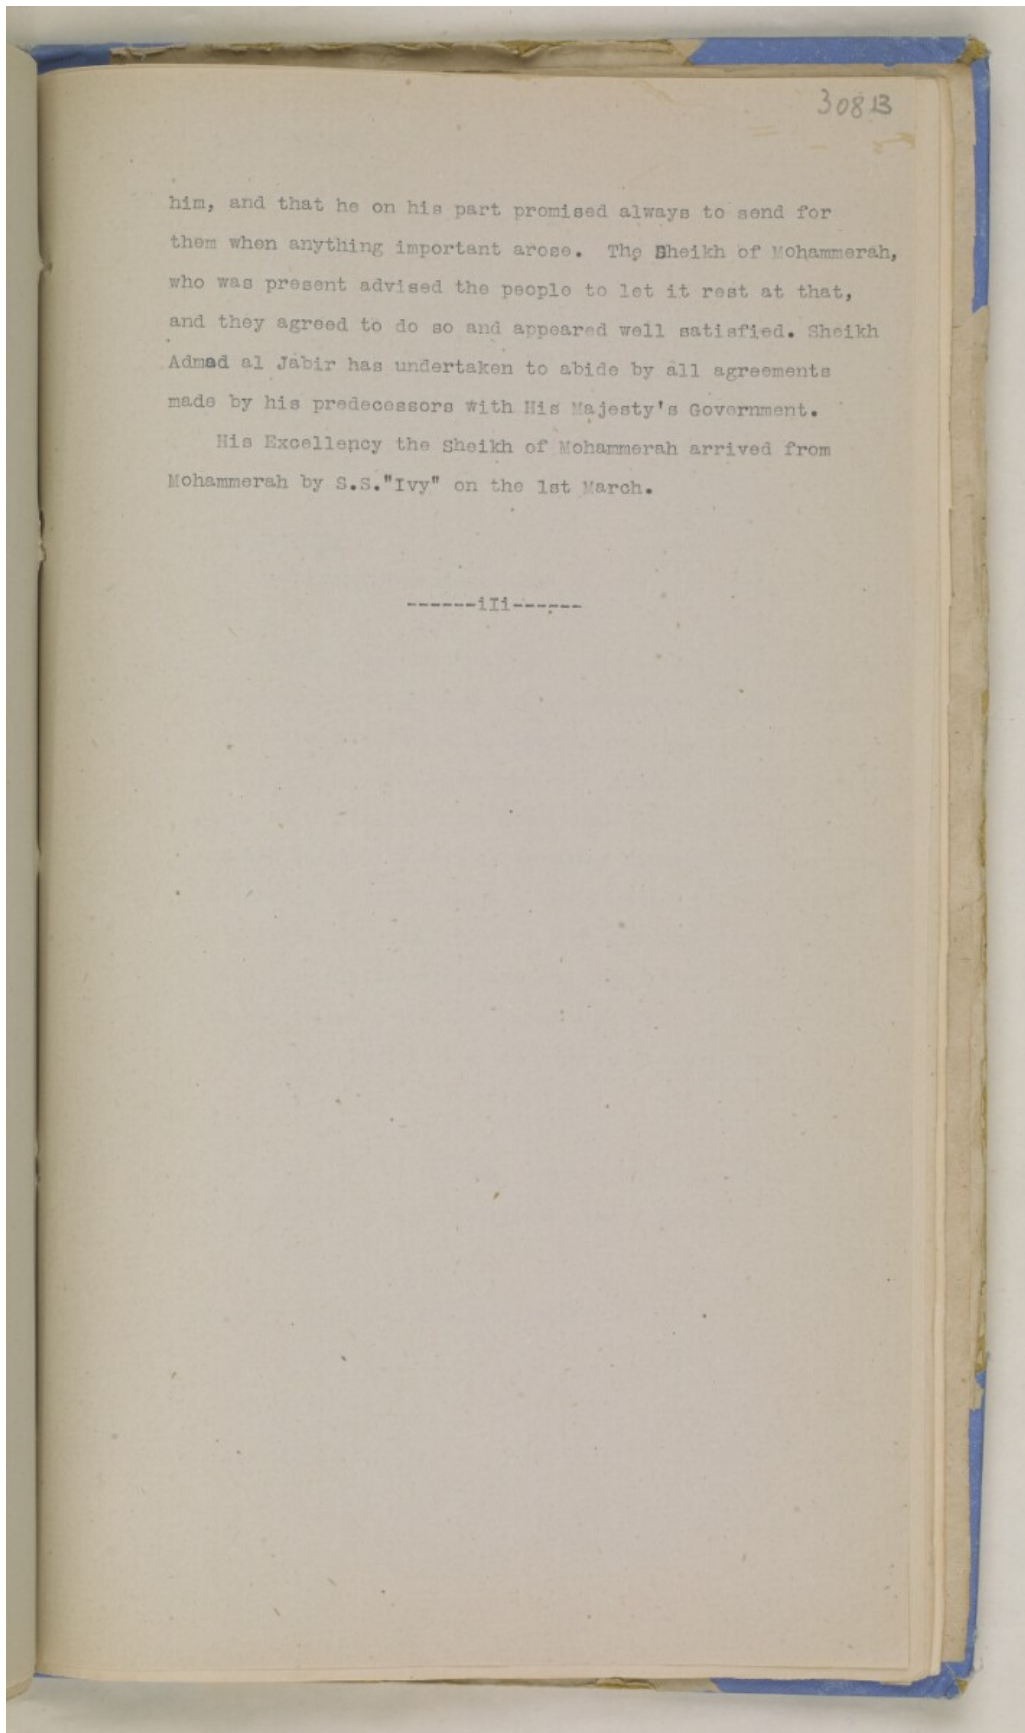 308B
him, and that he on his part promised always to send for
them when anything important arose. The Sheikh of Mohammerah,
who was present advised the people to let it rest at that,
and they agreed to do so and appeared well satisfied. Sheikh
Admad al Jabir has undertaken to abide by all agreements
made by his predecessors with His Majesty's Government.
His Excellency the Sheikh of Mohammerah arrived from
Mohammerah by S.S."Ivy" on the 1st March.
------iIi------